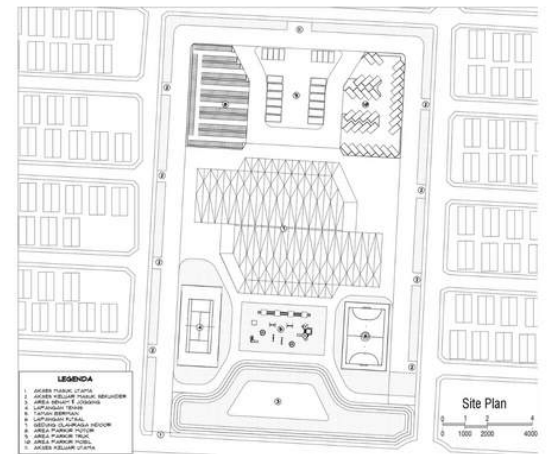 LEGENDA
1 AKSES MASUK UTAMA
2 AKSES KELUAR MASUK SEKUNDER
3 AREA SENAM & JOGGING
4 LAPANGAN TENNIS
5 TAMAN BERMAIN
6 LAPANGAN FUTSAL
7 GEDUNG OLAHRAGA INDOOR
8 AREA PARKIR MOTOR
9 AREA PARKIR TRUK
10 AREA PARKIR MOBIL
11 AKSES KELUAR UTAMA
Site Plan
0 1 2 4
0 1000 2000 4000